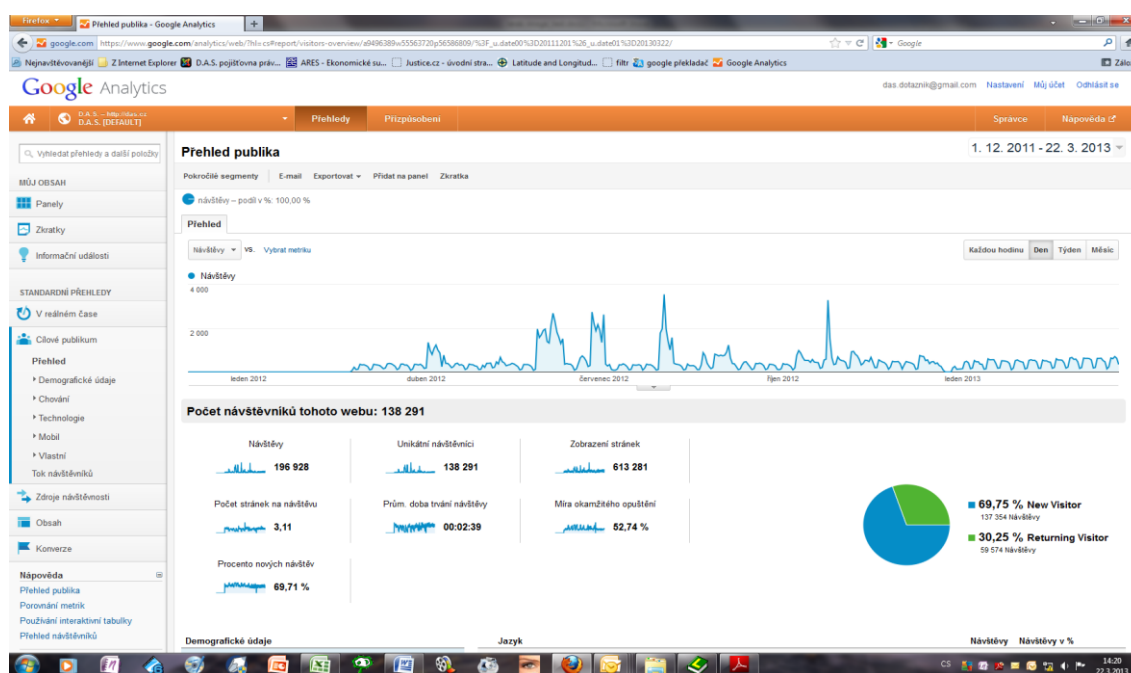 Firefox
Přehled publika - Google Analytics
google.com https://www.google.com/analytics/web/?hl=cs#report/visitors-overview/a9496389w55563720p56586809/%3F_u.date00%3D20111201%26_u.date01%3D20130322/
Google
Nejnavštěvovanější Z Internet Explorer D.A.S. pojišťovna práv... ARES - Ekonomické su... Justice.cz - úvodní stra... Latitude and Longitud... filtr google překladač Google Analytics
Google Analytics
das.dotaznik@gmail.com Nastavení Můj účet Odhlásit se
D.A.S. – http://das.cz
D.A.S. [DEFAULT]
Přehledy Přizpůsobení Správce Nápověda
Vyhledat přehledy a další položky
Přehled publika
1. 12. 2011 - 22. 3. 2013
MŮJ OBSAH
Pokročilé segmenty E-mail Exportovat Přidat na panel Zkratka
Panely
návštěvy – podíl v %: 100,00 %
Zkratky
Přehled
Informační události
Návštěvy VS. Vybrat metriku
Každou hodinu Den Týden Měsíc
Návštěvy
STANDARDNÍ PŘEHLEDY
4 000
V reálném čase
2 000
Cílové publikum
Přehled
Demografické údaje
Chování
Technologie
Mobil
Vlastní
Tok návštěvníků
Zdroje návštěvnosti
Obsah
Konverze
leden 2012 duben 2012 červenec 2012 říjen 2012 leden 2013
Počet návštěvníků tohoto webu: 138 291
Návštěvy
196 928
Unikátní návštěvníci
138 291
Zobrazení stránek
613 281
Počet stránek na návštěvu
3,11
Prům. doba trvání návštěvy
00:02:39
Míra okamžitého opuštění
52,74 %
Procento nových návštěv
69,71 %
69,75 % New Visitor
137 354 Návštěvy
30,25 % Returning Visitor
59 574 Návštěvy
Nápověda
Přehled publika
Porovnání metrik
Používání interaktivní tabulky
Přehled návštěvníků
Demografické údaje
Jazyk
Návštěvy Návštěvy v %
CS
14:20
22.3.2013